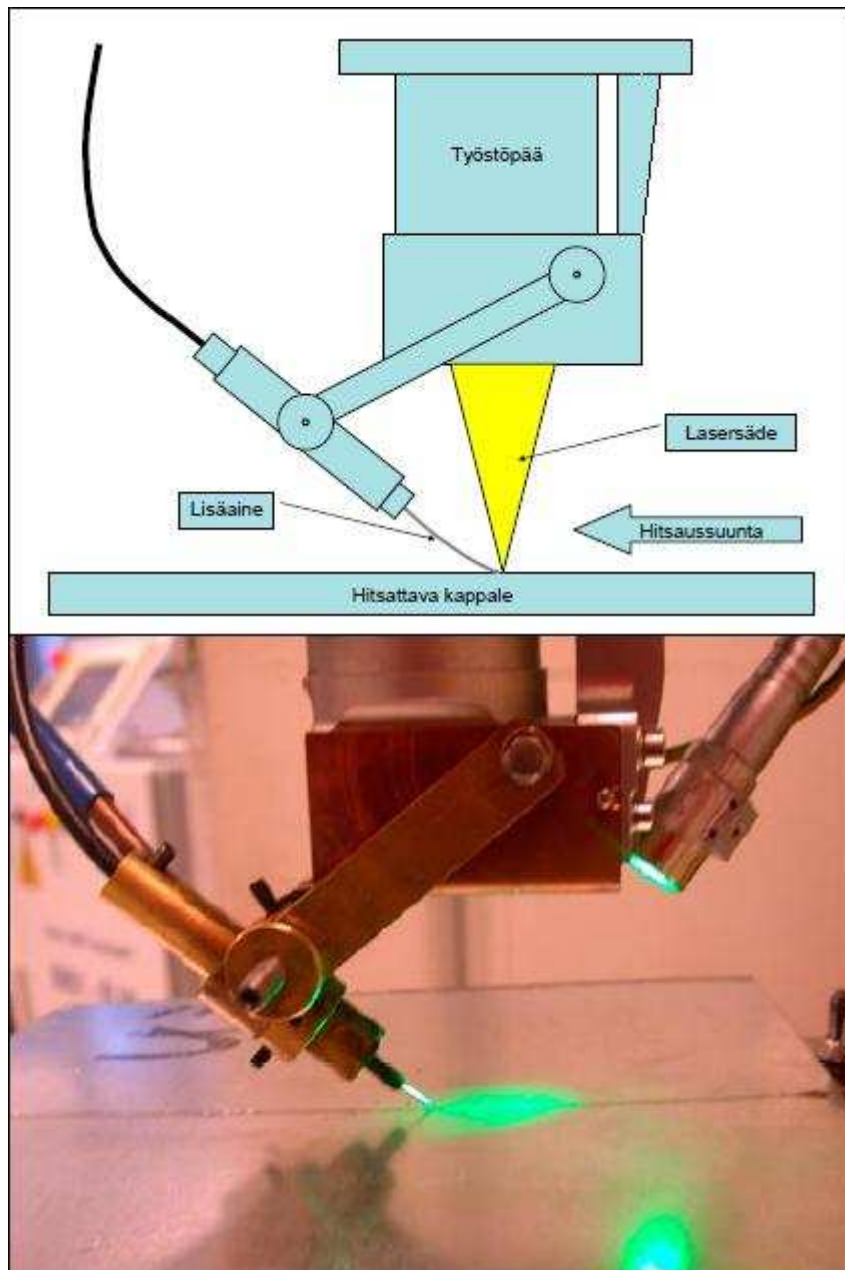 Työstöpää
Lasersäde
Lisäaine
Hitsaussuunta
Hitsattava kappale